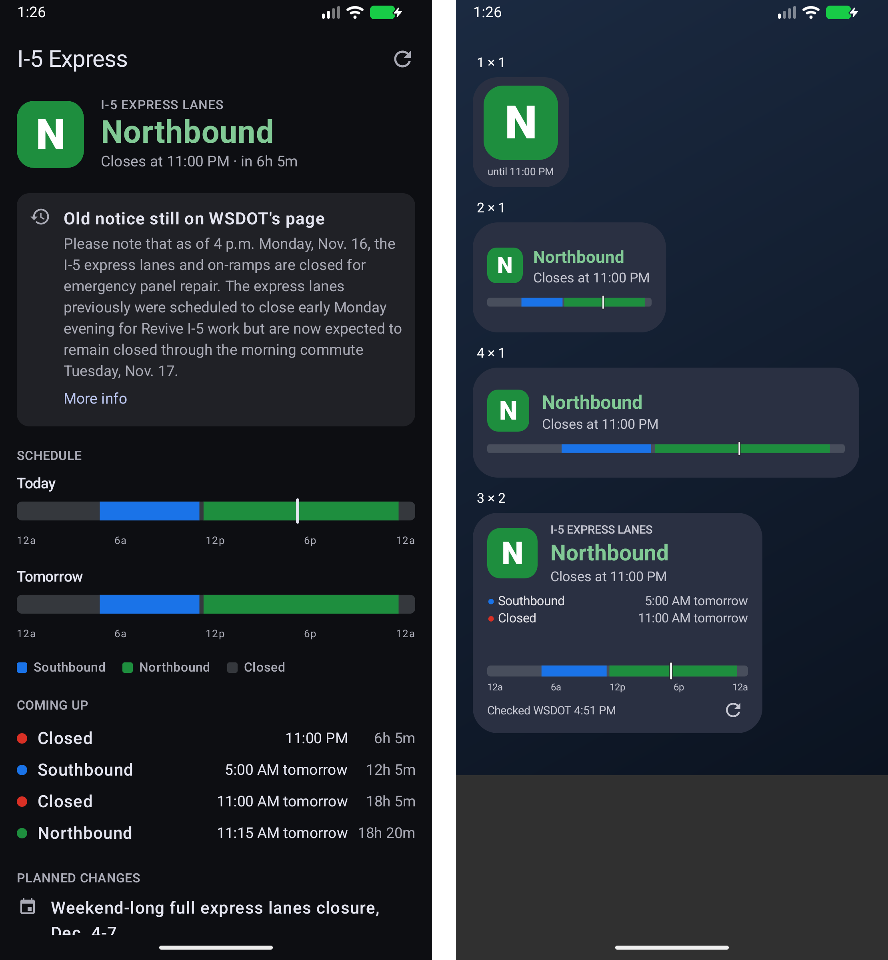 1:26
I-5 Express
N
I-5 EXPRESS LANES
Northbound
Closes at 11:00 PM · in 6h 5m
Old notice still on WSDOT's page
Please note that as of 4 p.m. Monday, Nov. 16, the
I-5 express lanes and on-ramps are closed for
emergency panel repair. The express lanes
previously were scheduled to close early Monday
evening for Revive I-5 work but are now expected to
remain closed through the morning commute
Tuesday, Nov. 17.
More info
SCHEDULE
Today
12a 6a 12p 6p 12a
Tomorrow
12a 6a 12p 6p 12a
Southbound Northbound Closed
COMING UP
Closed 11:00 PM 6h 5m
Southbound 5:00 AM tomorrow 12h 5m
Closed 11:00 AM tomorrow 18h 5m
Northbound 11:15 AM tomorrow 18h 20m
PLANNED CHANGES
Weekend-long full express lanes closure,
Dec. 4-7
1:26
1 × 1
N
until 11:00 PM
2 × 1
N
Northbound
Closes at 11:00 PM
4 × 1
N
Northbound
Closes at 11:00 PM
3 × 2
N
I-5 EXPRESS LANES
Northbound
Closes at 11:00 PM
Southbound 5:00 AM tomorrow
Closed 11:00 AM tomorrow
12a 6a 12p 6p 12a
Checked WSDOT 4:51 PM